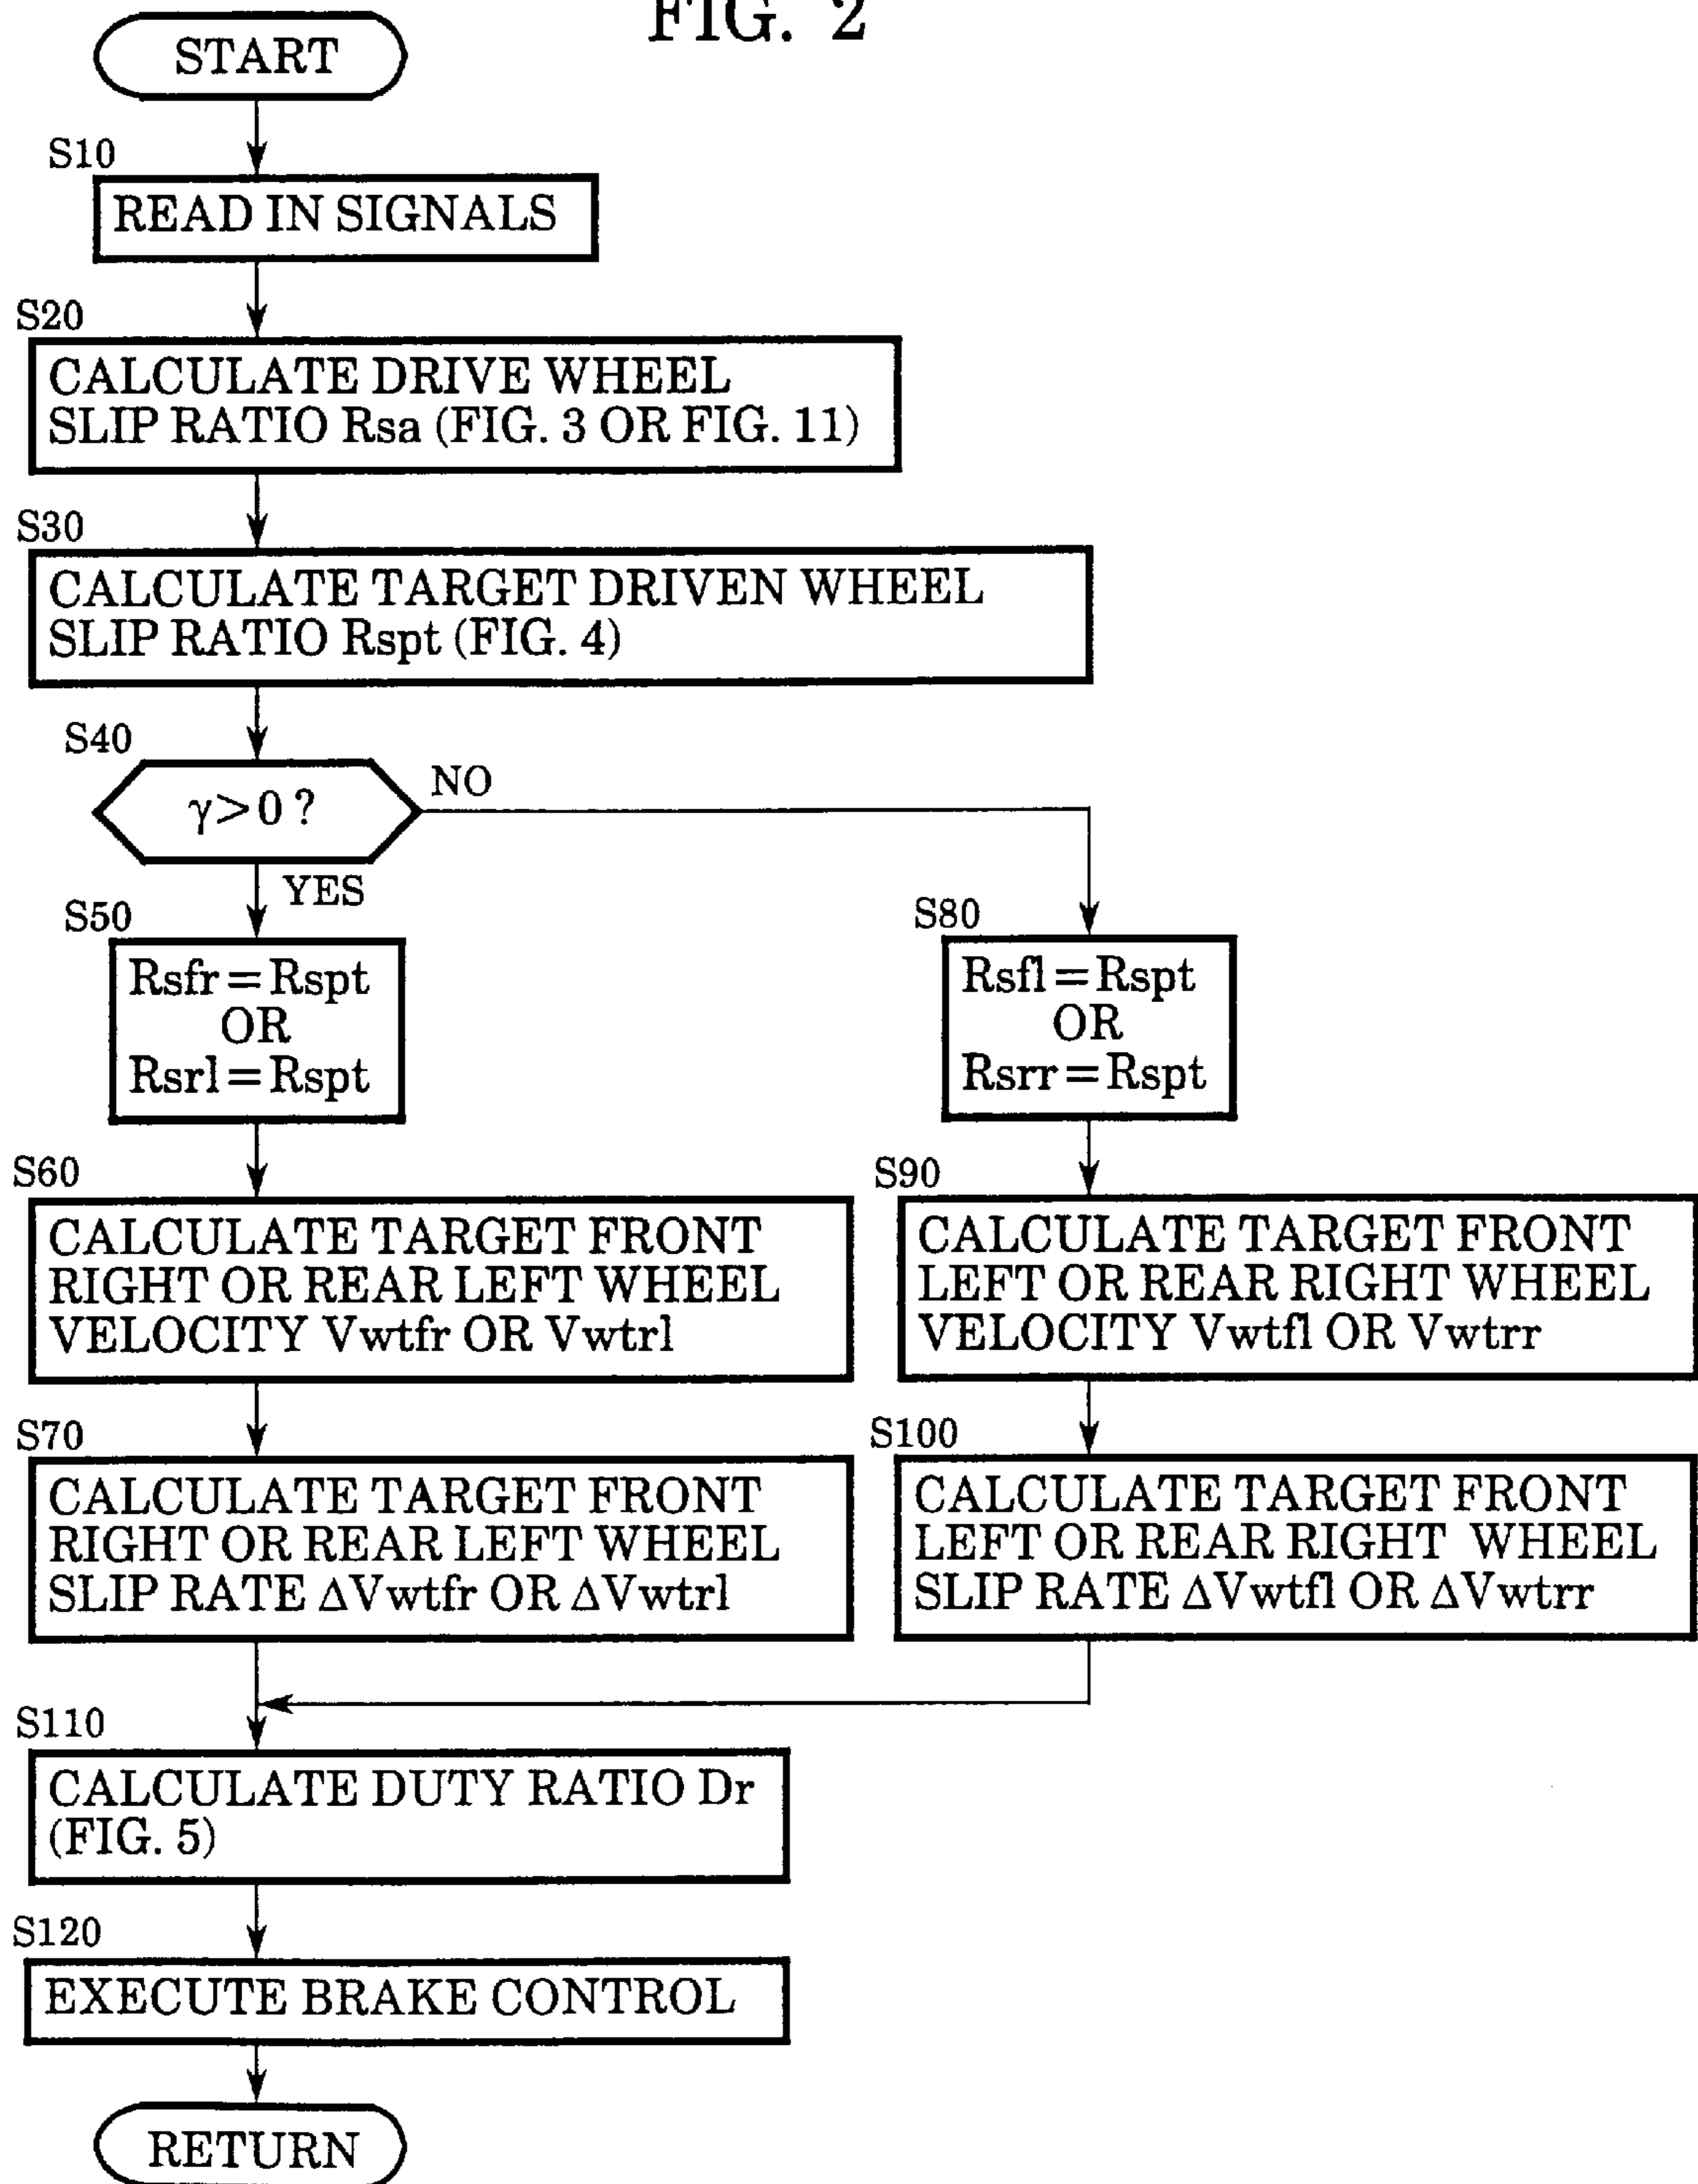 FIG. 2
START
S10
READ IN SIGNALS
S20
CALCULATE DRIVE WHEEL
SLIP RATIO Rsa (FIG. 3 OR FIG. 11)
S30
CALCULATE TARGET DRIVEN WHEEL
SLIP RATIO Rspt (FIG. 4)
S40
γ>0 ?
NO
YES
S50
Rsfr=Rspt
OR
Rsrl=Rspt
S60
CALCULATE TARGET FRONT
RIGHT OR REAR LEFT WHEEL
VELOCITY Vwtfr OR Vwtrl
S70
CALCULATE TARGET FRONT
RIGHT OR REAR LEFT WHEEL
SLIP RATE ΔVwtfr OR ΔVwtrl
S80
Rsfl=Rspt
OR
Rsrr=Rspt
S90
CALCULATE TARGET FRONT
LEFT OR REAR RIGHT WHEEL
VELOCITY Vwtfl OR Vwtrr
S100
CALCULATE TARGET FRONT
LEFT OR REAR RIGHT WHEEL
SLIP RATE ΔVwtfl OR ΔVwtrr
S110
CALCULATE DUTY RATIO Dr
(FIG. 5)
S120
EXECUTE BRAKE CONTROL
RETURN